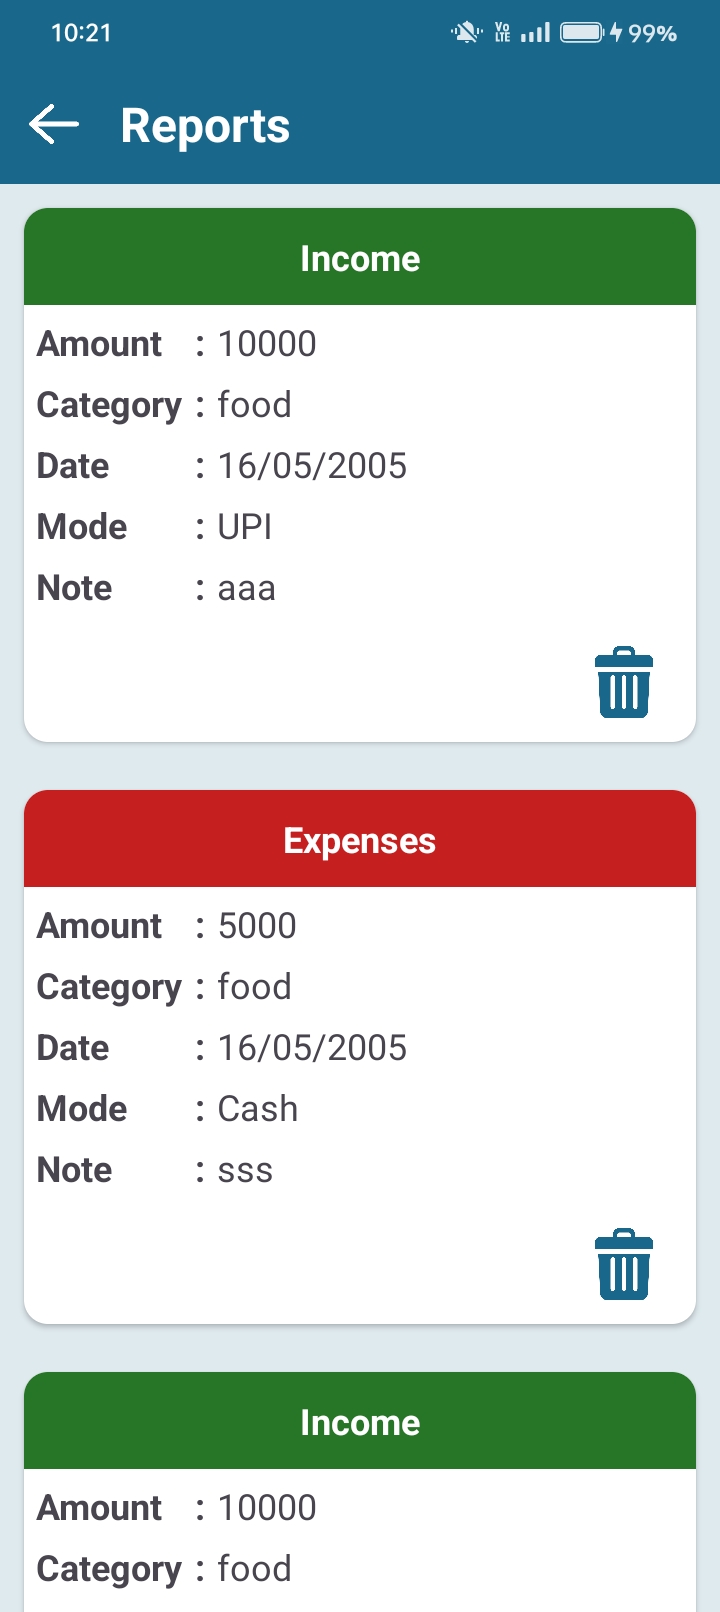 10:21 Vo LTE 99%
Reports
Income
Amount : 10000
Category : food
Date : 16/05/2005
Mode : UPI
Note : aaa
Expenses
Amount : 5000
Category : food
Date : 16/05/2005
Mode : Cash
Note : sss
Income
Amount : 10000
Category : food